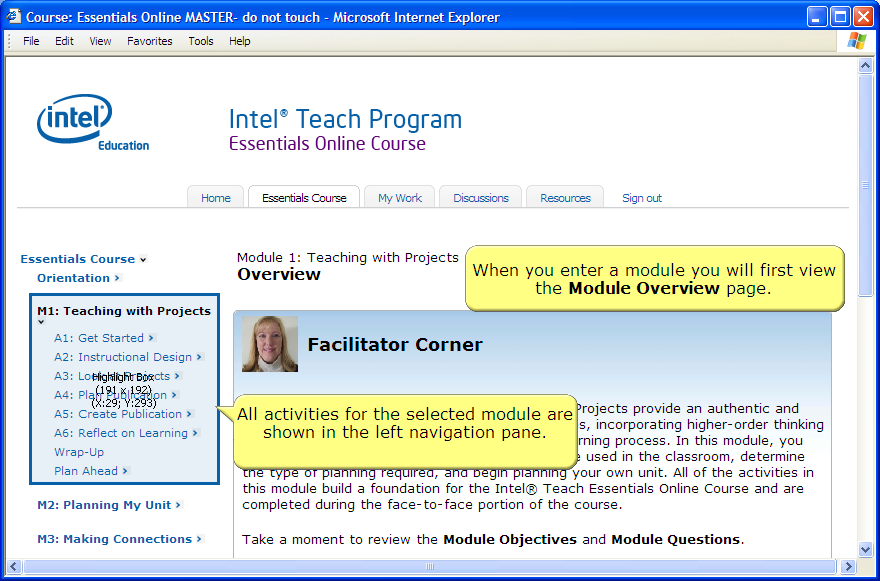 Course: Essentials Online MASTER- do not touch - Microsoft Internet Explorer
File Edit View Favorites Tools Help
intel
Education
Intel® Teach Program
Essentials Online Course
Home Essentials Course My Work Discussions Resources Sign out
Essentials Course
Orientation
M1: Teaching with Projects
A1: Get Started
A2: Instructional Design
A3: Look at Projects
A4: Plan Publication
A5: Create Publication
A6: Reflect on Learning
Wrap-Up
Plan Ahead
M2: Planning My Unit
M3: Making Connections
Highlight Box
(191 x 192)
(X:29; Y:293)
Module 1: Teaching with Projects
Overview
When you enter a module you will first view
the Module Overview page.
Facilitator Corner
All activities for the selected module are
shown in the left navigation pane.
Projects provide an authentic and
incorporating higher-order thinking
process. In this module, you
used in the classroom, determine
the type of planning required, and begin planning your own unit. All of the activities in
this module build a foundation for the Intel® Teach Essentials Online Course and are
completed during the face-to-face portion of the course.
Take a moment to review the Module Objectives and Module Questions.